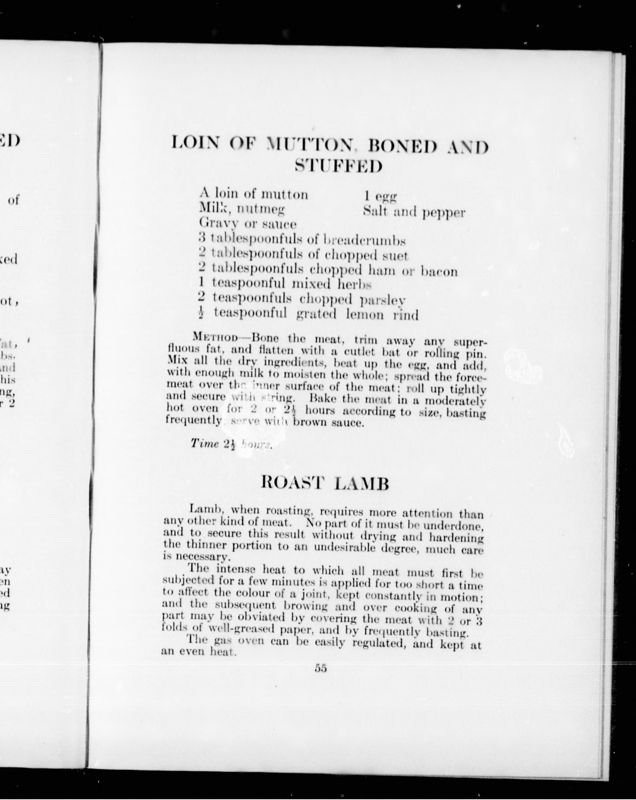 ED
of
ked
ot,
fat,
bs.
and
his
ng,
r 2
ay
en
ed
ng
LOIN OF MUTTON, BONED AND
STUFFED
A loin of mutton 1 egg
Milk, nutmeg Salt and pepper
Gravy or sauce
3 tablespoonfuls of breadcrumbs
2 tablespoonfuls of chopped suet
2 tablespoonfuls chopped ham or bacon
1 teaspoonful mixed herbs
2 teaspoonfuls chopped parsley
½ teaspoonful grated lemon rind
METHOD—Bone the meat, trim away any super-
fluous fat, and flatten with a cutlet bat or rolling pin.
Mix all the dry ingredients, beat up the egg, and add,
with enough milk to moisten the whole; spread the force-
meat over the inner surface of the meat; roll up tightly
and secure with string. Bake the meat in a moderately
hot oven for 2 or 2½ hours according to size, basting
frequently, serve with brown sauce.
Time 2½ hours.
ROAST LAMB
Lamb, when roasting, requires more attention than
any other kind of meat. No part of it must be underdone,
and to secure this result without drying and hardening
the thinner portion to an undesirable degree, much care
is necessary.
The intense heat to which all meat must first be
subjected for a few minutes is applied for too short a time
to affect the colour of a joint, kept constantly in motion;
and the subsequent browing and over cooking of any
part may be obviated by covering the meat with 2 or 3
folds of well-greased paper, and by frequently basting.
The gas oven can be easily regulated, and kept at
an even heat.
55